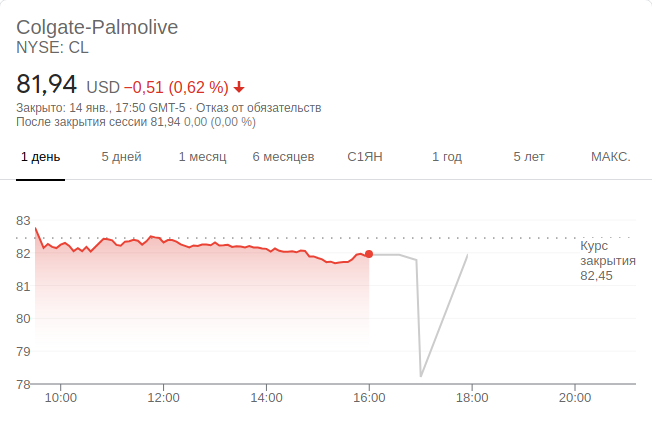 Colgate-Palmolive
NYSE: CL
81,94 USD −0,51 (0,62 %)
Закрыто: 14 янв., 17:50 GMT-5 · Отказ от обязательств
После закрытия сессии 81,94 0,00 (0,00 %)
1 день 5 дней 1 месяц 6 месяцев С1ЯН 1 год 5 лет МАКС.
83
82
81
80
79
78
Курс
закрытия
82,45
10:00 12:00 14:00 16:00 18:00 20:00